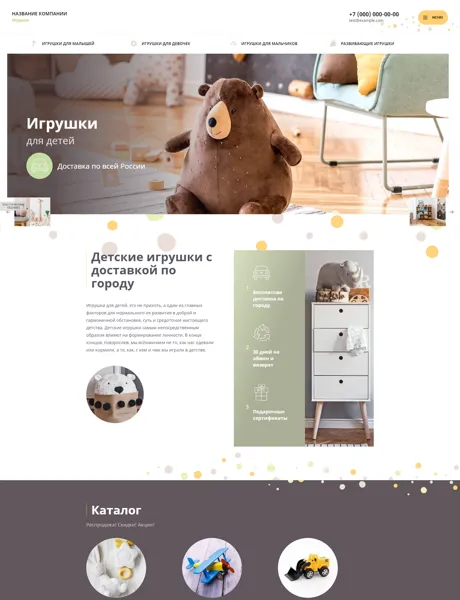 НАЗВАНИЕ КОМПАНИИ
Игрушки
+7 (000) 000-00-00
test@example.com
МЕНЮ
ИГРУШКИ ДЛЯ МАЛЫШЕЙ
ИГРУШКИ ДЛЯ ДЕВОЧЕК
ИГРУШКИ ДЛЯ МАЛЬЧИКОВ
РАЗВИВАЮЩИЕ ИГРУШКИ
Игрушки
для детей
Доставка по всей России
Детские игрушки с
доставкой по
городу
Игрушки для детей, это не прихоть, а один из главных
факторов для нормального их развития в доброй и
гармоничной обстановке, суть и средоточие настоящего
детства. Детские игрушки самым непосредственным
образом влияют на формирование личности. В конце
концов, повзрослев, мы вспоминаем не то, как нас одевали
или кормили, а то, как, с кем и чем мы играли в детстве.
1
Бесплатная
доставка по
городу
2
30 дней на
обмен и
возврат
3
Подарочные
сертификаты
Каталог
Распродажа! Скидки! Акции!